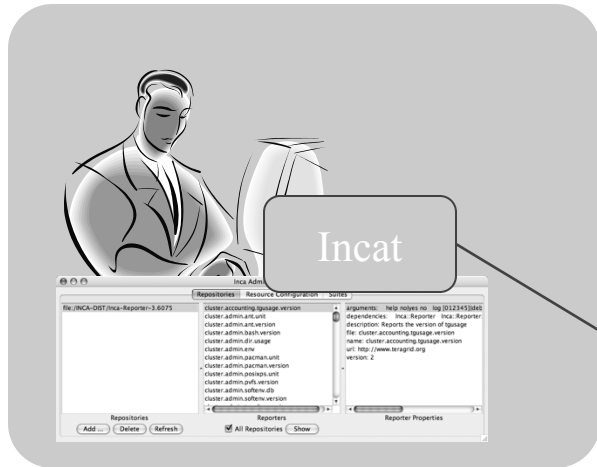 Incat
Inca Admi
Repositories Resource Configuration Suites
file:/INCA-DIST/Inca-Reporter-3.6075
cluster.accounting.tgusage.version
cluster.admin.ant.unit
cluster.admin.ant.version
cluster.admin.bash.version
cluster.admin.dir.usage
cluster.admin.env
cluster.admin.pacman.unit
cluster.admin.pacman.version
cluster.admin.posixps.unit
cluster.admin.pvfs.version
cluster.admin.softenv.db
cluster.admin.softenv.version
arguments: help no|yes no log [012345]|deb
dependencies: Inca::Reporter Inca::Reporter
description: Reports the version of tgusage
file: cluster.accounting.tgusage.version
name: cluster.accounting.tgusage.version
url: http://www.teragrid.org
version: 2
Repositories
Reporters
Reporter Properties
Add ... Delete Refresh
All Repositories Show